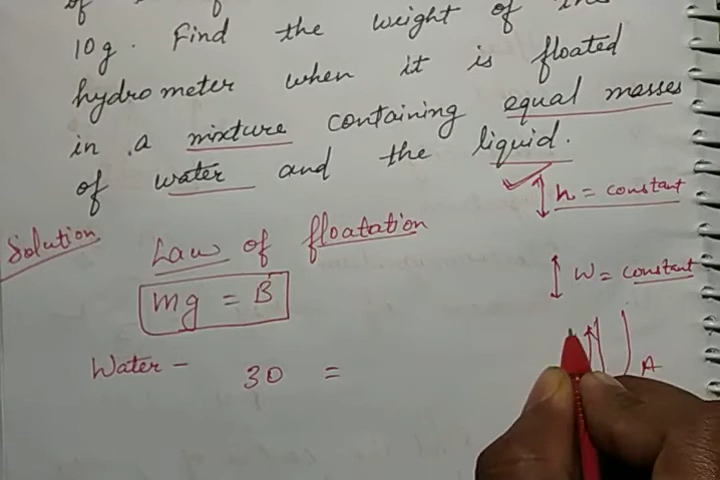 of
10g. Find the weight of the
hydrometer when it is floated
in a mixture containing equal masses
of water and the liquid.
h = constant
Solution
Law of floatation
mg = B
W = constant
Water - 30 =
A